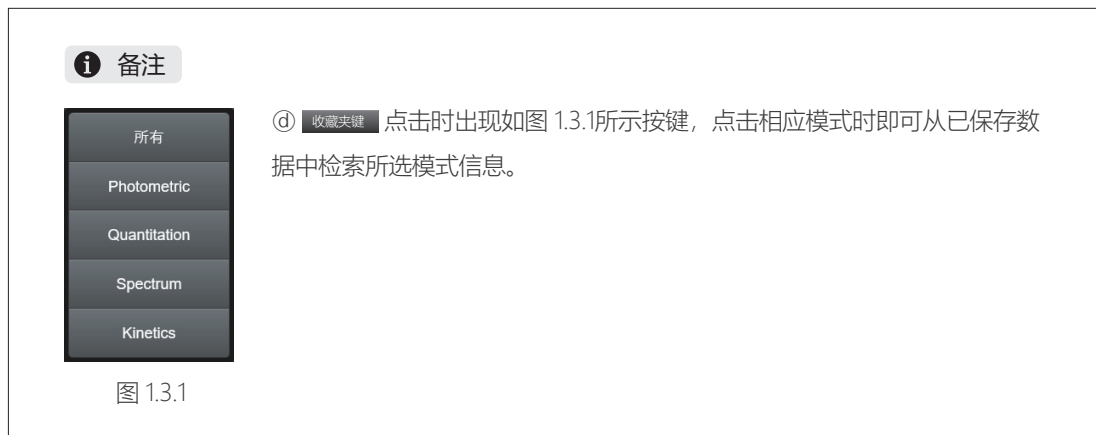 备注
所有
Photometric
Quantitation
Spectrum
Kinetics
图 1.3.1
ⓓ 收藏夹键 点击时出现如图 1.3.1所示按键，点击相应模式时即可从已保存数
据中检索所选模式信息。